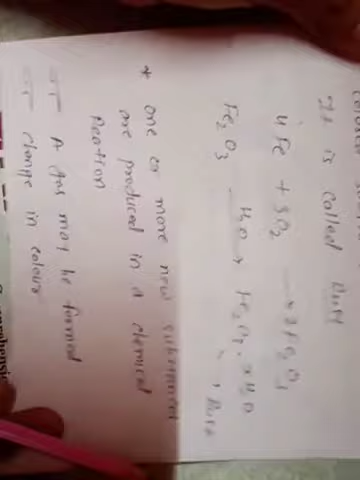 It is called Rust
4Fe + 3O₂ → 2Fe₂O₃
Fe₂O₃ H₂O → Fe₂O₃.xH₂O
→ Rust
* one or more new substances
are produced in a chemical
Reaction
A gas may be formed
change in colour